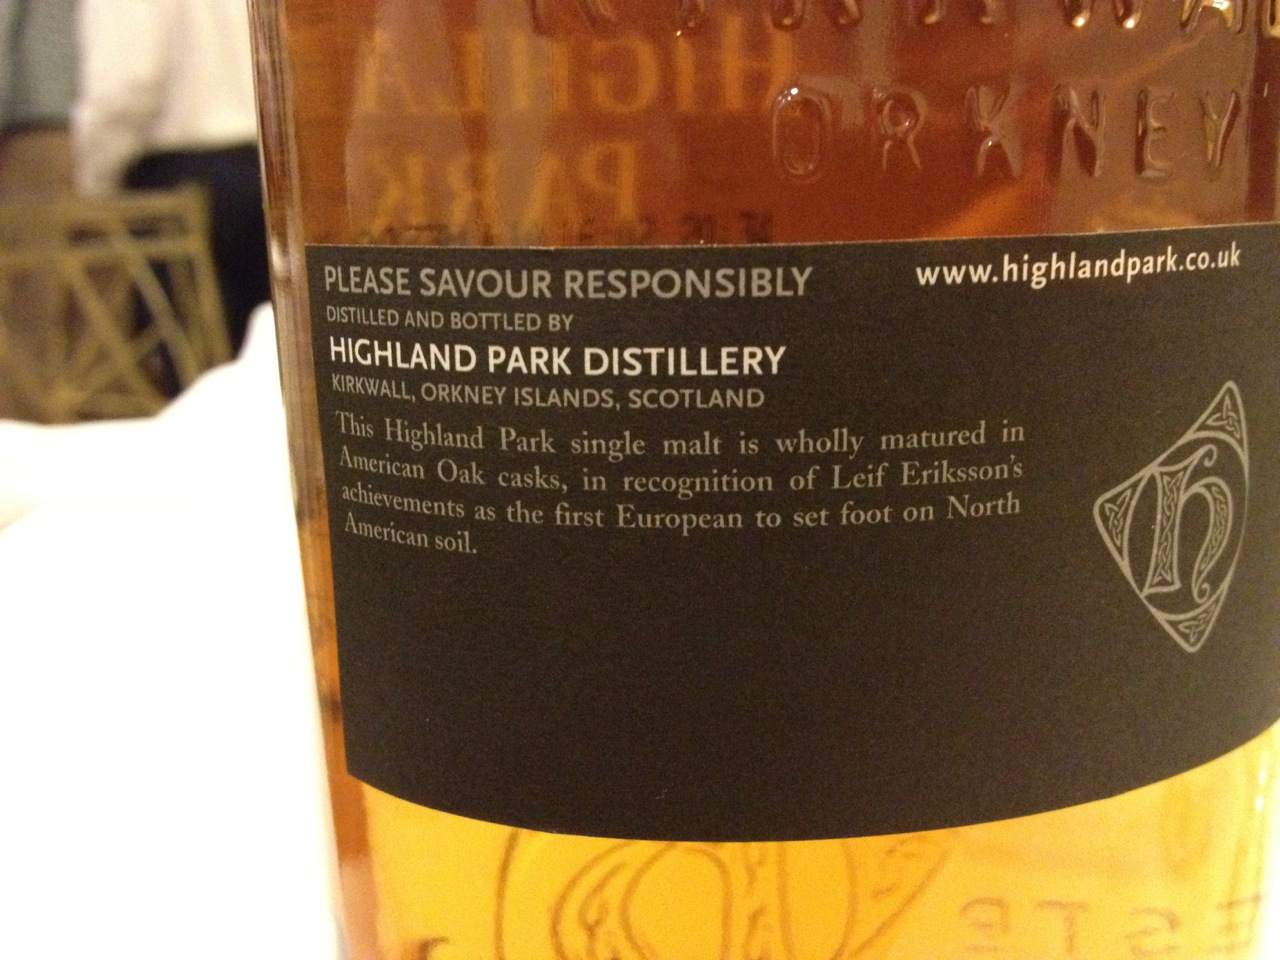 ORKNEY
HIGHLAND
PARK
PLEASE SAVOUR RESPONSIBLY
www.highlandpark.co.uk
DISTILLED AND BOTTLED BY
HIGHLAND PARK DISTILLERY
KIRKWALL, ORKNEY ISLANDS, SCOTLAND
This Highland Park single malt is wholly matured in
American Oak casks, in recognition of Leif Eriksson's
achievements as the first European to set foot on North
American soil.